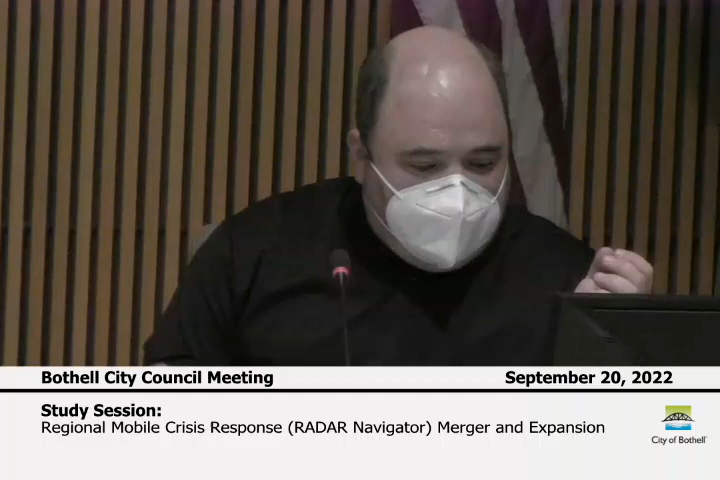 Bothell City Council Meeting
September 20, 2022
Study Session:
Regional Mobile Crisis Response (RADAR Navigator) Merger and Expansion
City of Bothell